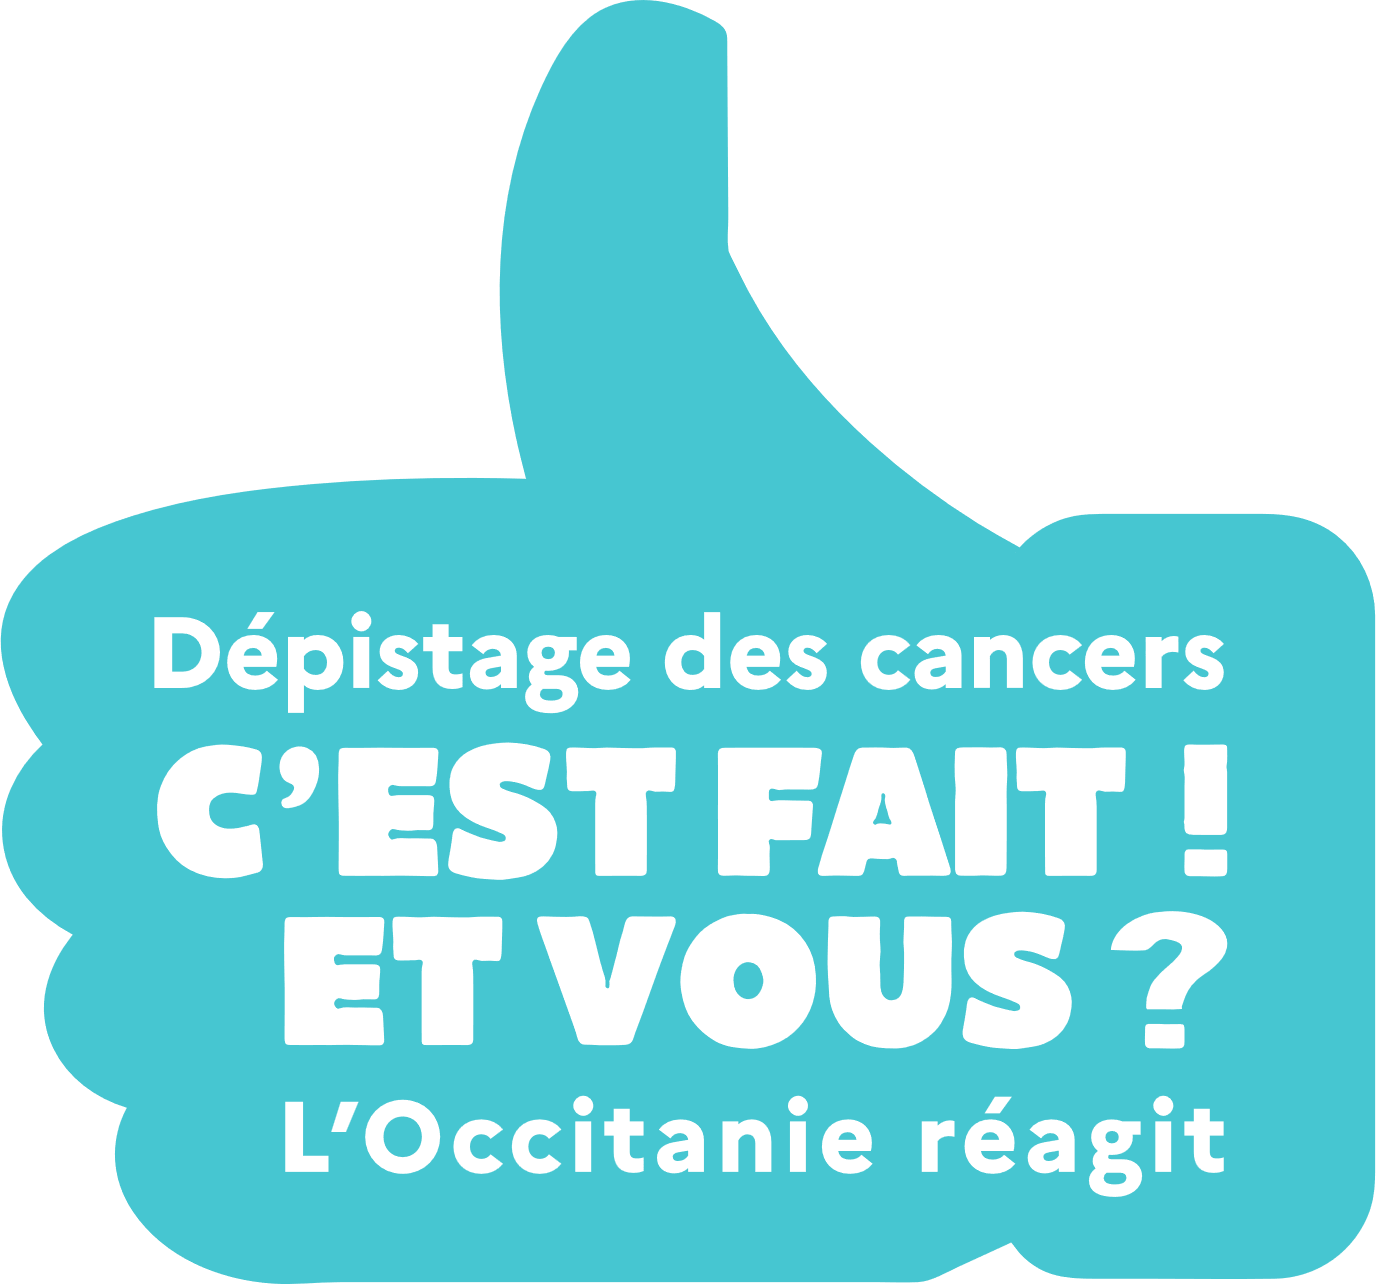 Dépistage des cancers
C’EST FAIT !
ET VOUS ?
L’Occitanie réagit